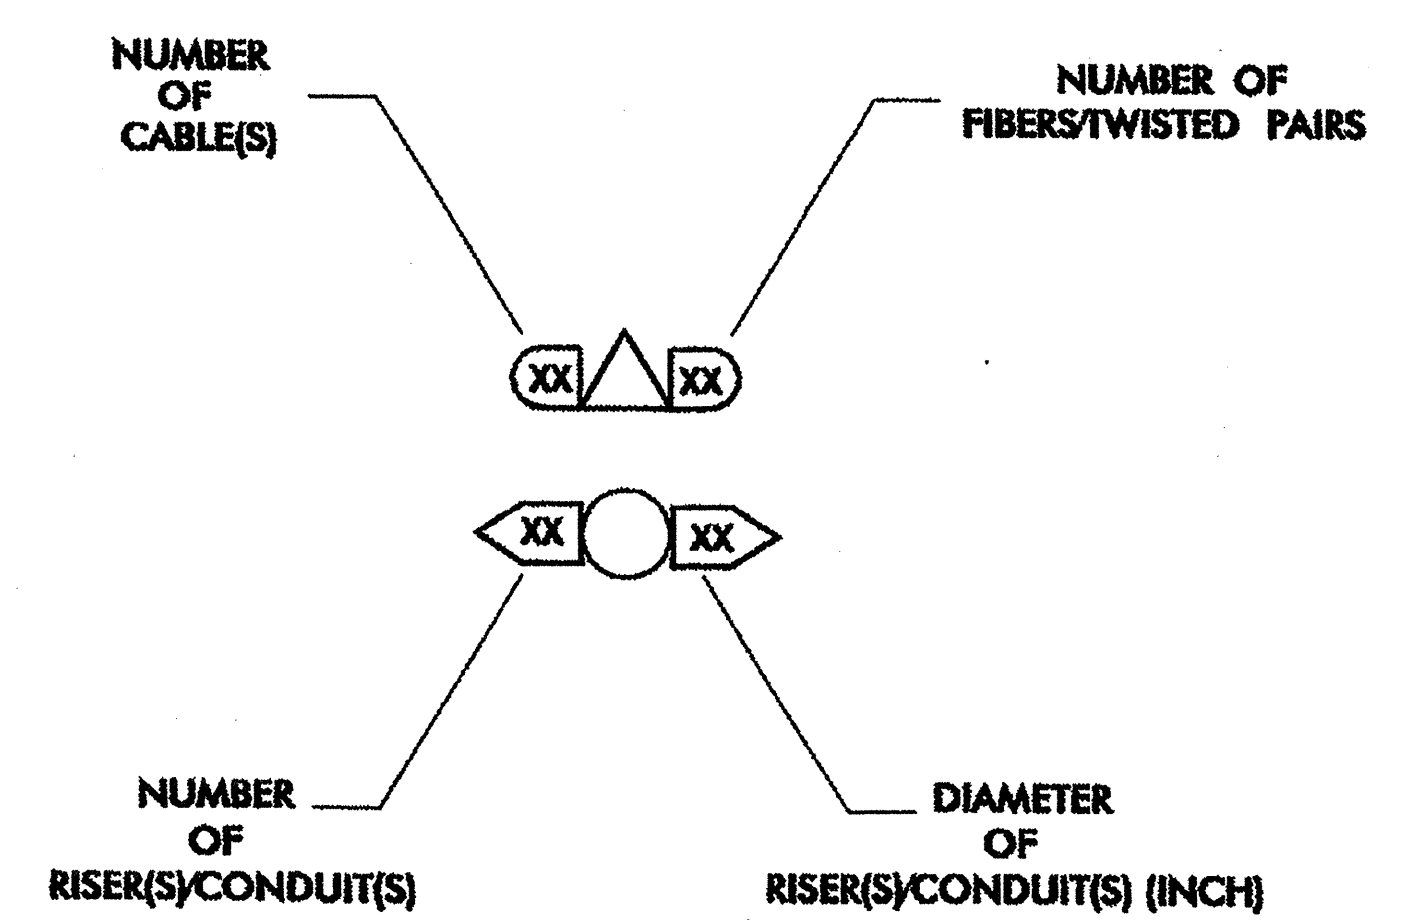 NUMBER
OF
CABLE(S)
NUMBER OF
FIBERS/TWISTED PAIRS
XX
XX
XX
XX
NUMBER
OF
RISER(S)/CONDUIT(S)
DIAMETER
OF
RISER(S)/CONDUIT(S) (INCH)